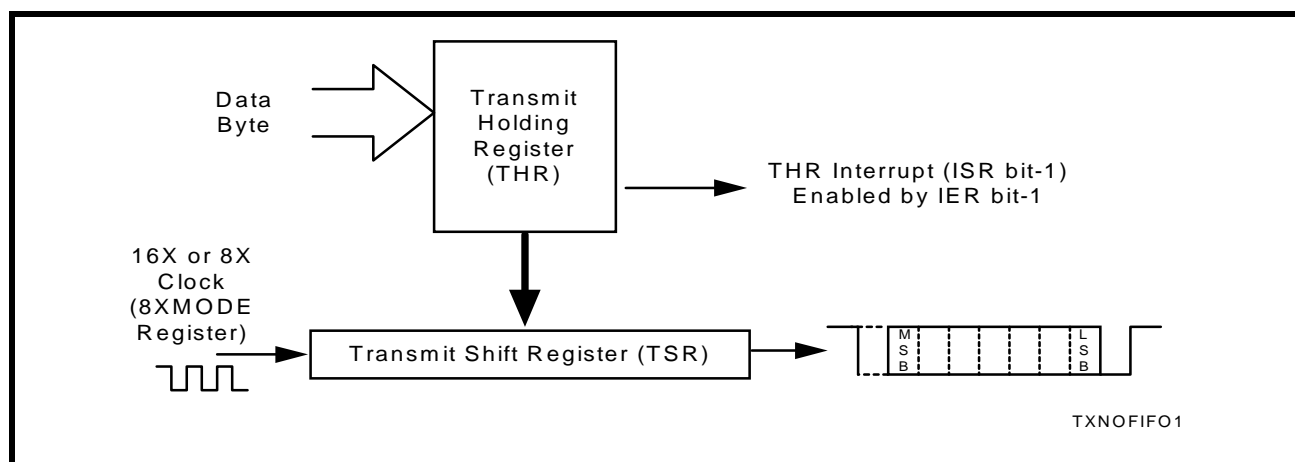 Data
Byte
Transmit
Holding
Register
(THR)
THR Interrupt (ISR bit-1)
Enabled by IER bit-1
16X or 8X
Clock
(8XMODE
Register)
Transmit Shift Register (TSR)
M
S
B
L
S
B
TXNOFIFO1